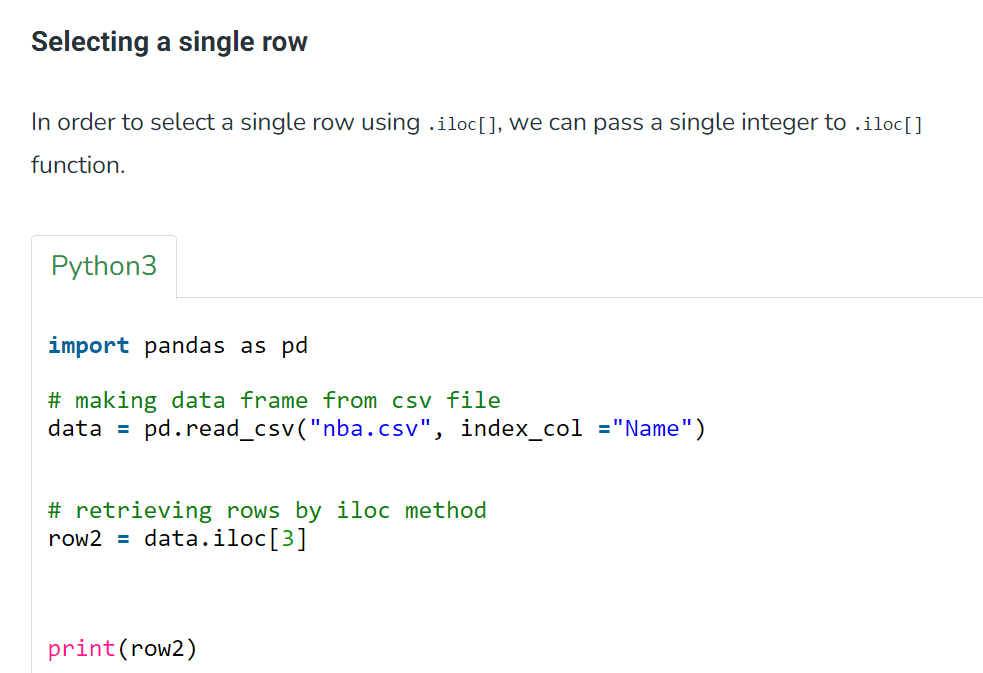 Selecting a single row
In order to select a single row using .iloc[], we can pass a single integer to .iloc[]
function.
Python3
import pandas as pd
# making data frame from csv file
data = pd.read_csv("nba.csv", index_col ="Name")
# retrieving rows by iloc method
row2 = data.iloc[3]
print(row2)